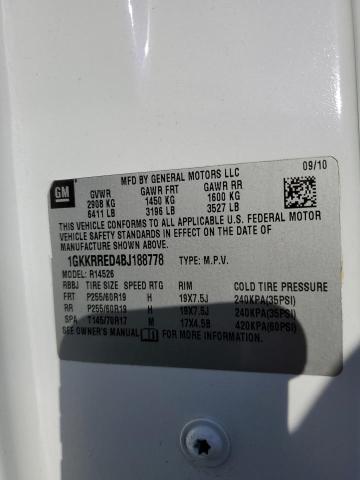 GM
MFD BY GENERAL MOTORS LLC
09/10
GVWR GAWR FRT GAWR RR
2908 KG 1450 KG 1600 KG
6411 LB 3196 LB 3527 LB
THIS VEHICLE CONFORMS TO ALL APPLICABLE U.S. FEDERAL MOTOR
VEHICLE SAFETY STANDARDS IN EFFECT ON THE DATE OF
MANUFACTURE SHOWN ABOVE.
1GKKRRED4BJ188778 TYPE: M.P.V.
MODEL: R14526
RBBJ TIRE SIZE SPEED RTG RIM COLD TIRE PRESSURE
FRT P255/60R19 H 19X7.5J 240KPA(35PSI)
RR P255/60R19 H 19X7.5J 240KPA(35PSI)
SPA T145/70R17 M 17X4.5B 420KPA(60PSI)
SEE OWNER'S MANUAL FOR ADDITIONAL INFORMATION.